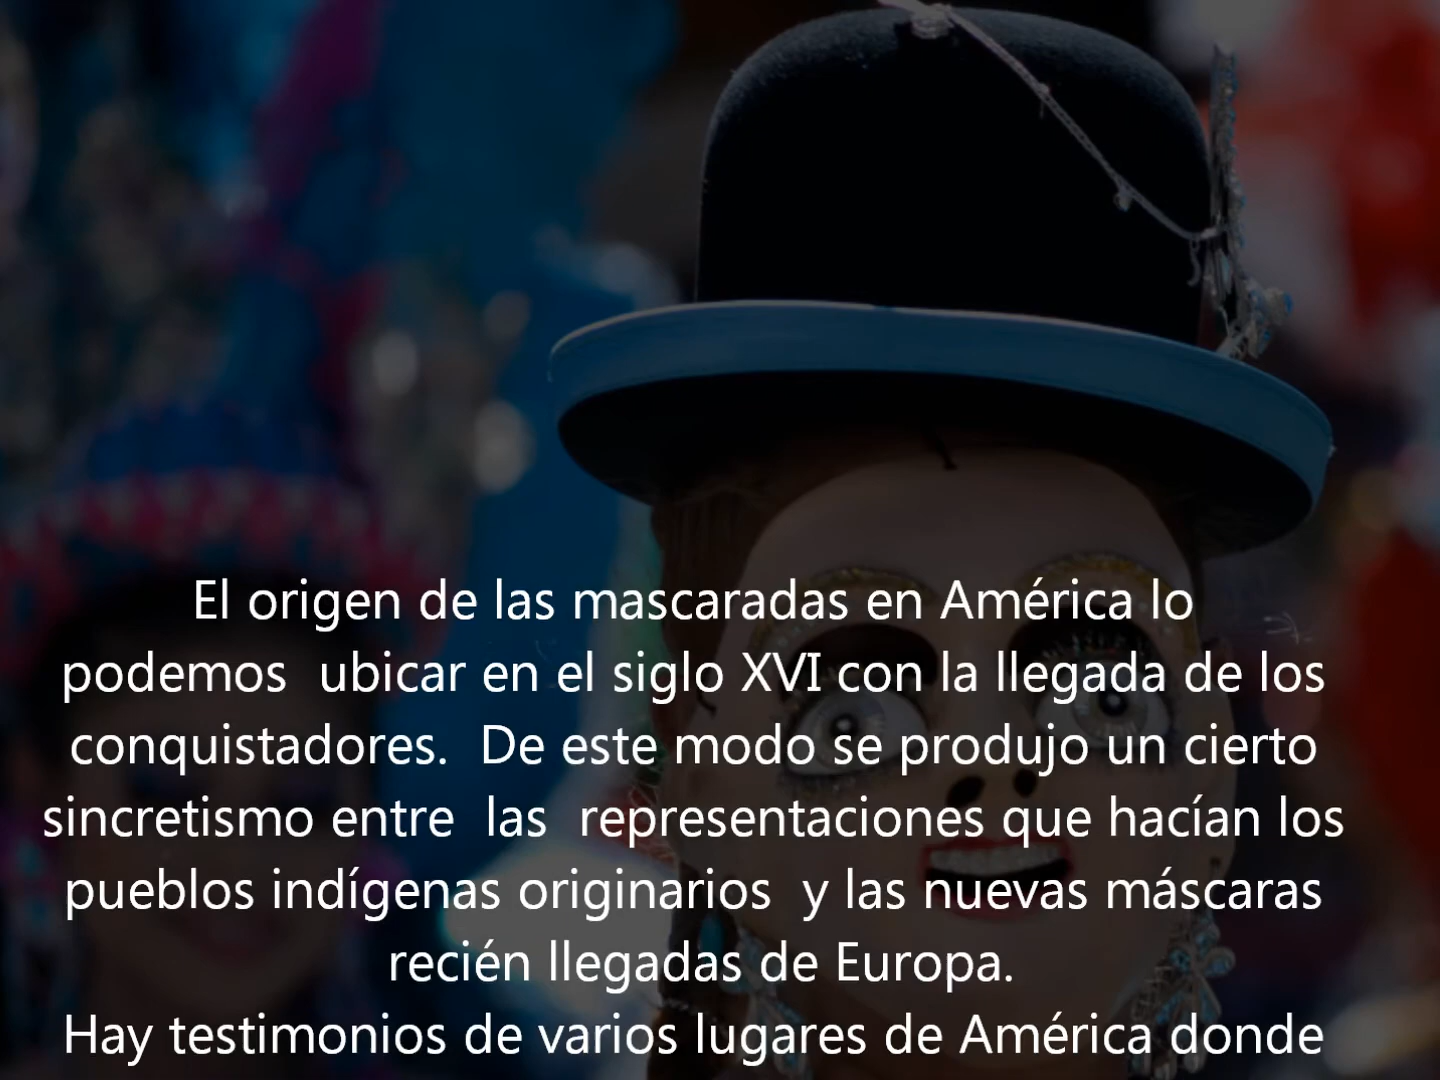 El origen de las mascaradas en América lo
podemos  ubicar en el siglo XVI con la llegada de los
conquistadores.  De este modo se produjo un cierto
sincretismo entre  las  representaciones que hacían los
pueblos indígenas originarios  y las nuevas máscaras
recién llegadas de Europa.
Hay testimonios de varios lugares de América donde